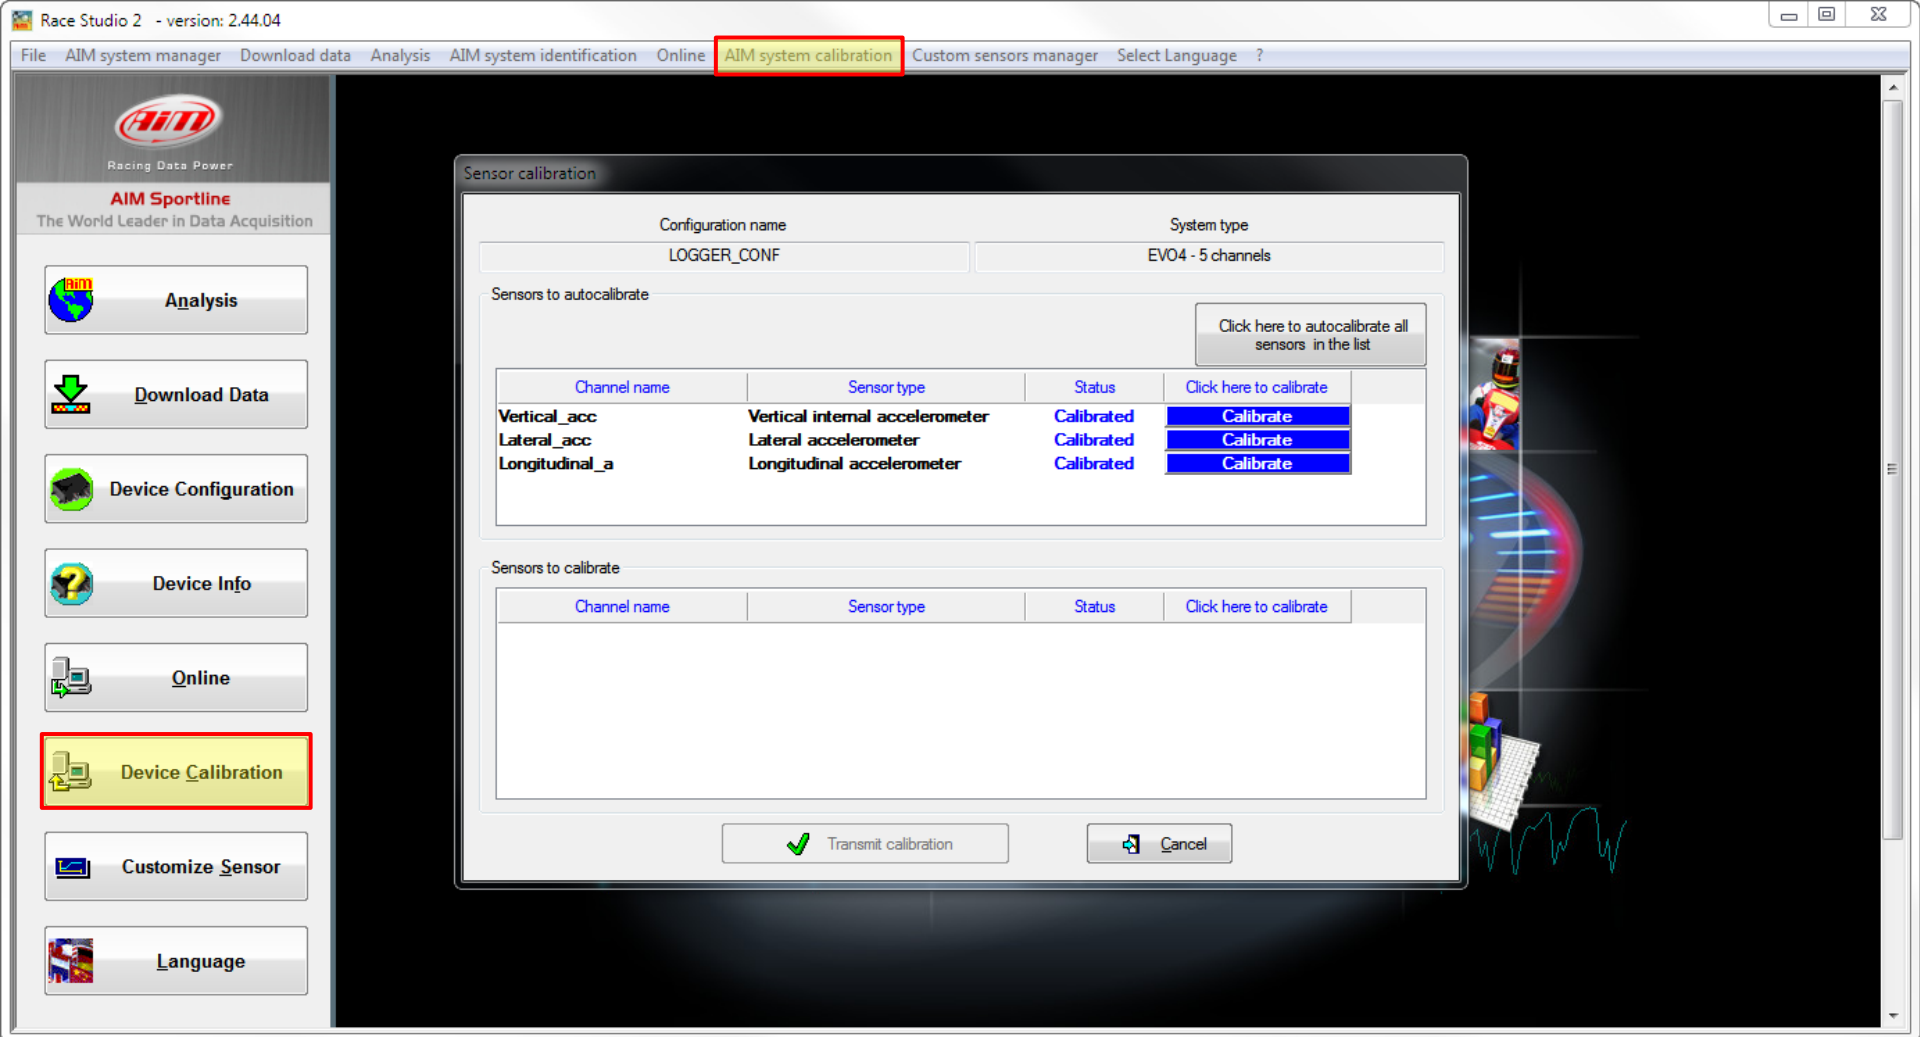 Race Studio 2 - version: 2.44.04
File AIM system manager Download data Analysis AIM system identification Online AIM system calibration Custom sensors manager Select Language ?
AiM
Racing Data Power
AIM Sportline
The World Leader in Data Acquisition
AiM
Analysis
Download Data
Device Configuration
Device Info
Online
Device Calibration
Customize Sensor
Language
Sensor calibration
Configuration name System type
LOGGER_CONF EVO4 - 5 channels
Sensors to autocalibrate
Click here to autocalibrate all
sensors in the list
Channel name Sensor type Status Click here to calibrate
Vertical_acc Vertical internal accelerometer Calibrated Calibrate
Lateral_acc Lateral accelerometer Calibrated Calibrate
Longitudinal_a Longitudinal accelerometer Calibrated Calibrate
Sensors to calibrate
Channel name Sensor type Status Click here to calibrate
Transmit calibration Cancel